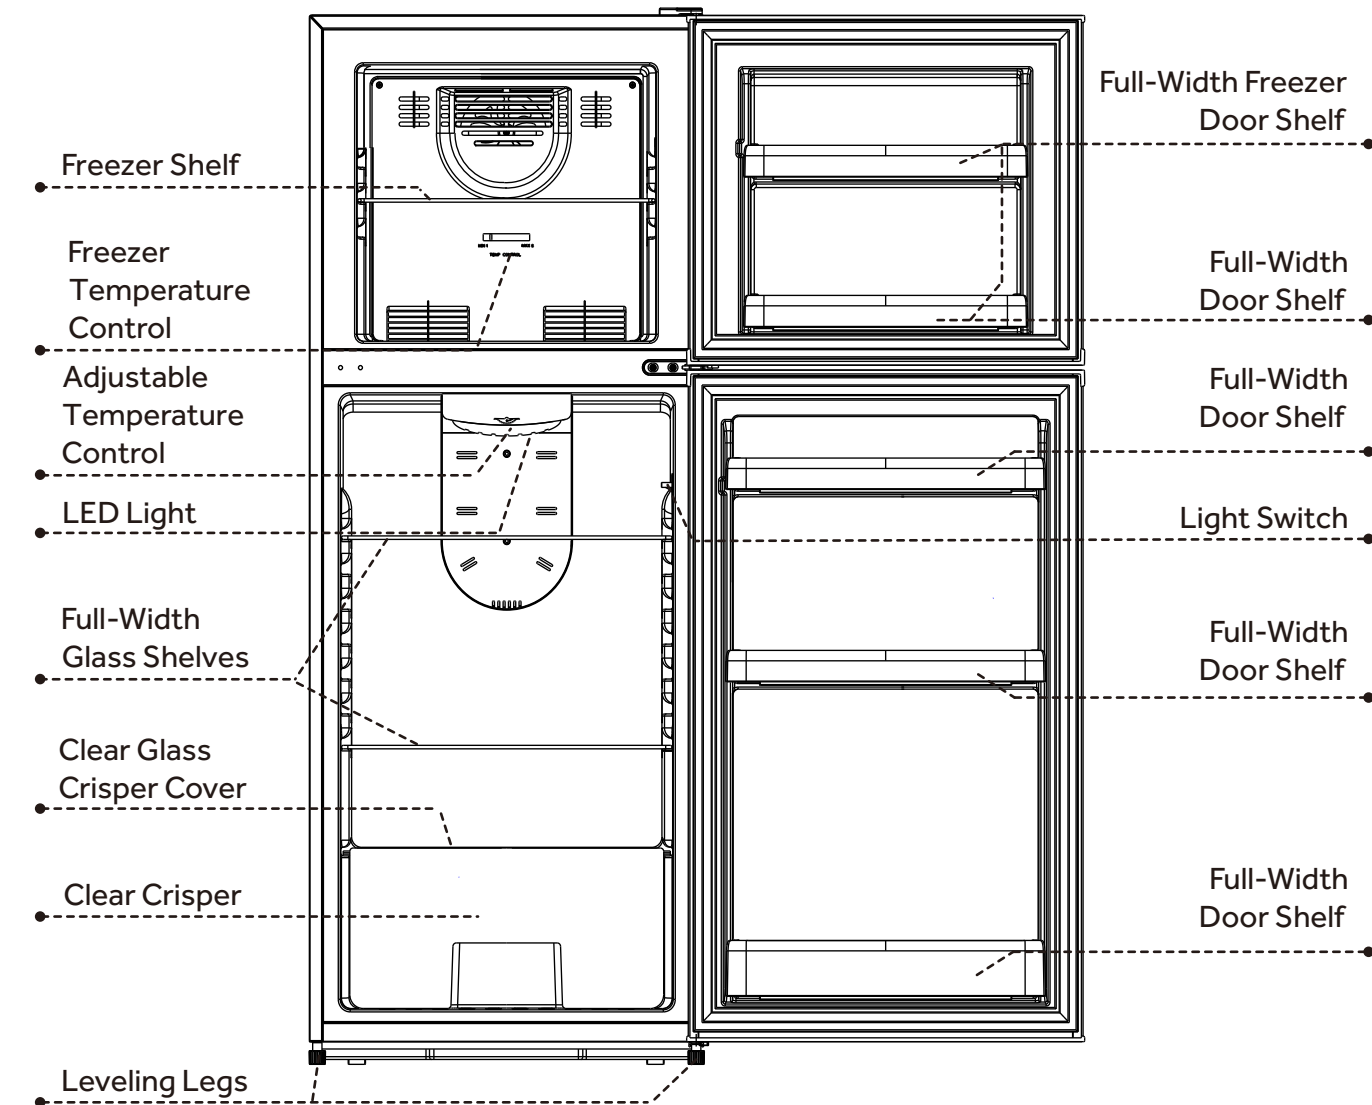 Freezer Shelf
Freezer
Temperature
Control
Adjustable
Temperature
Control
LED Light
Full-Width
Glass Shelves
Clear Glass
Crisper Cover
Clear Crisper
Leveling Legs
TEMP CONTROL
Full-Width Freezer
Door Shelf
Full-Width
Door Shelf
Full-Width
Door Shelf
Light Switch
Full-Width
Door Shelf
Full-Width
Door Shelf